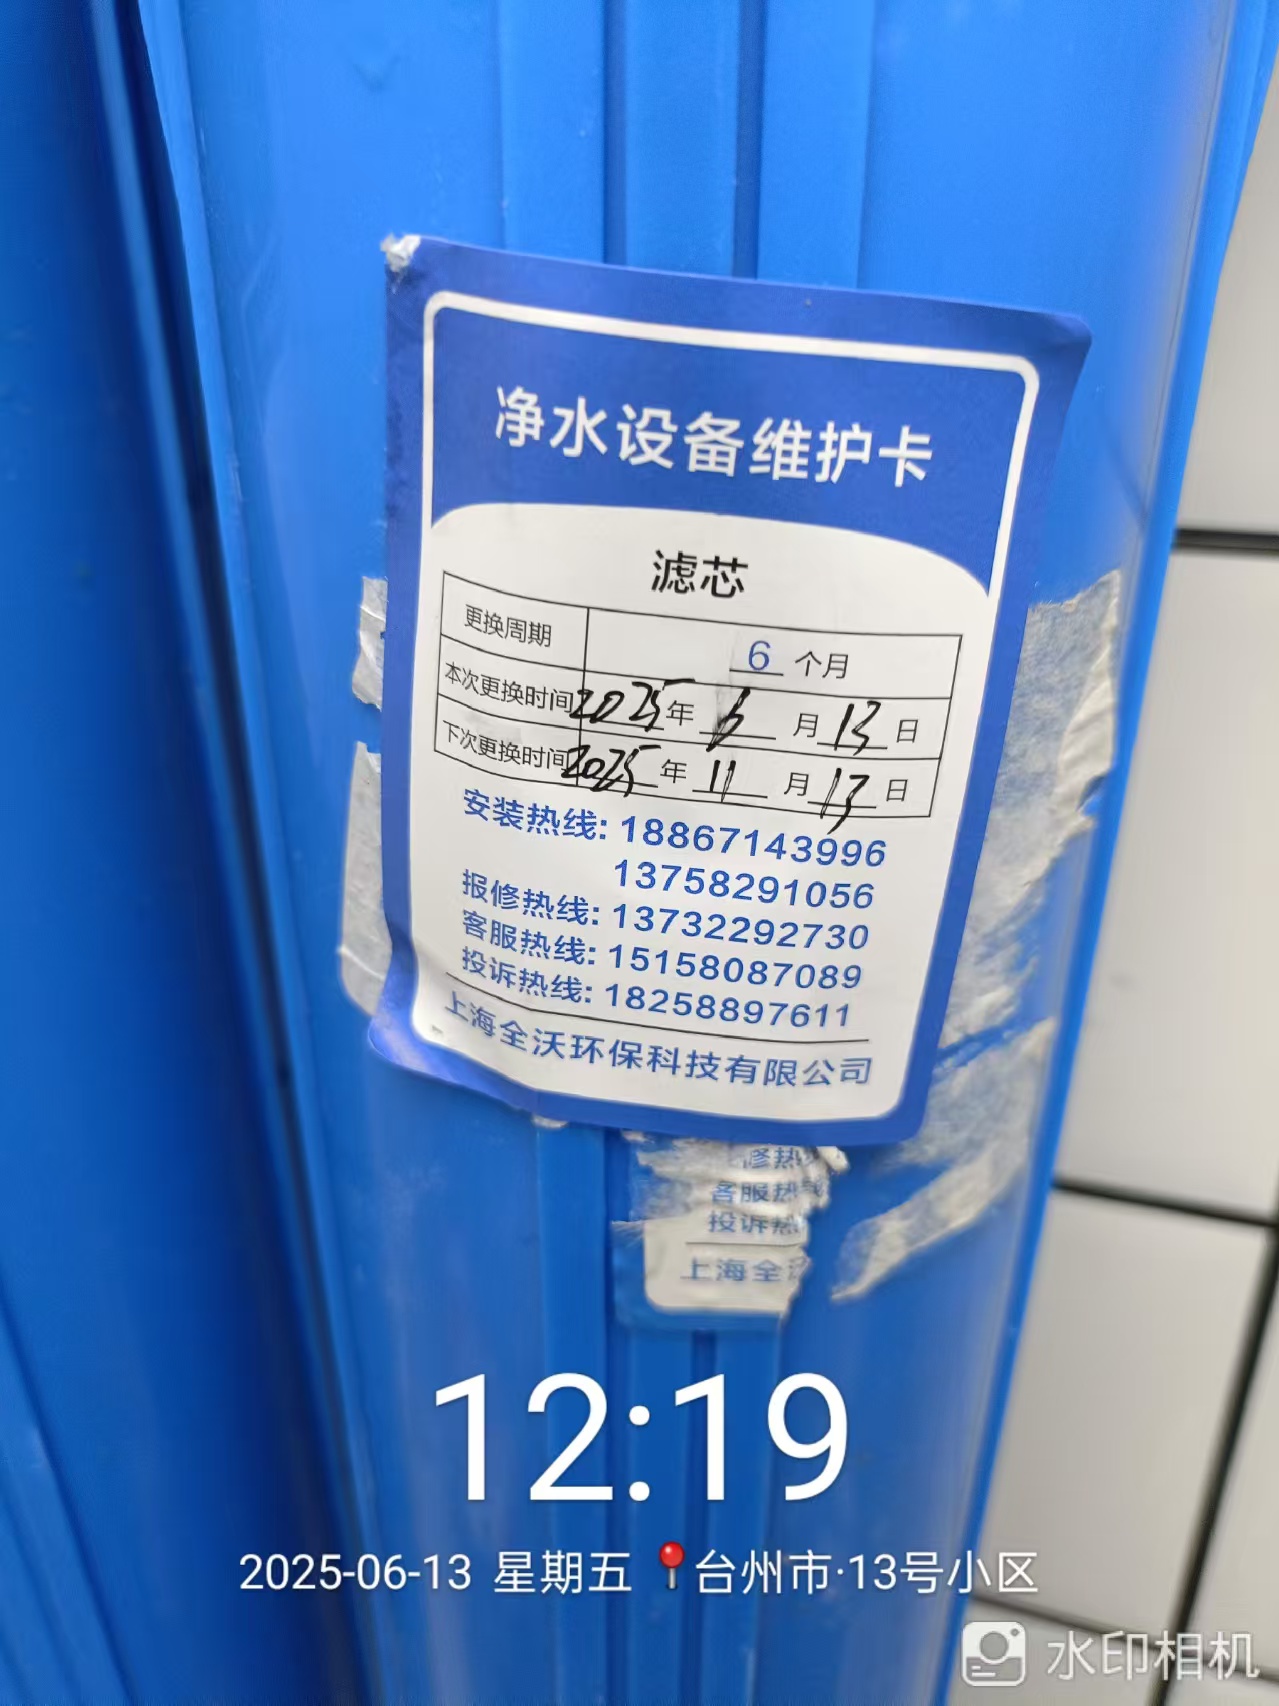 净水设备维护卡
滤芯
更换周期 6 个月
本次更换时间 2025 年 6 月 13 日
下次更换时间 2025 年 11 月 13 日
安装热线: 18867143996
13758291056
报修热线: 13732292730
客服热线: 15158087089
投诉热线: 18258897611
上海全沃环保科技有限公司
修热
客服热
投诉热
上海全
12:19
2025-06-13 星期五 台州市·13号小区
水印相机